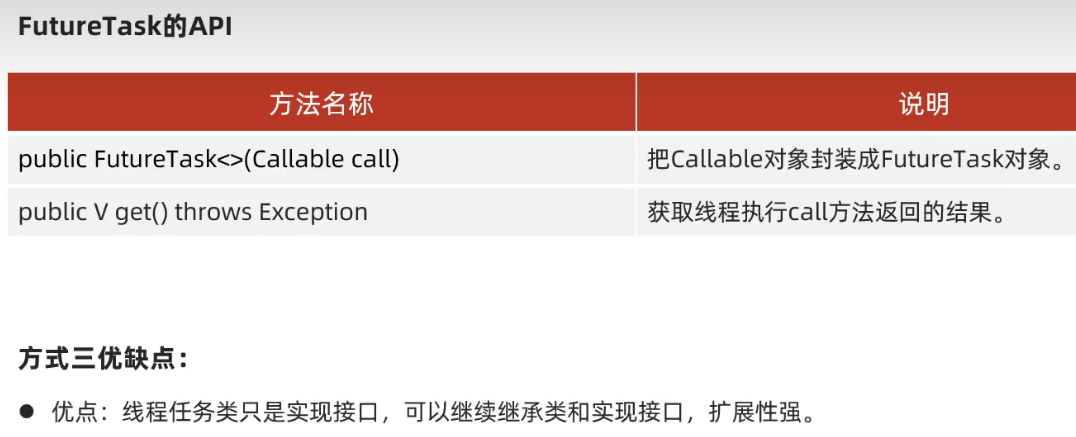 FutureTask的API
方法名称 说明
public FutureTask<>(Callable call) 把Callable对象封装成FutureTask对象。
public V get() throws Exception 获取线程执行call方法返回的结果。
方式三优缺点：
● 优点：线程任务类只是实现接口，可以继续继承类和实现接口，扩展性强。